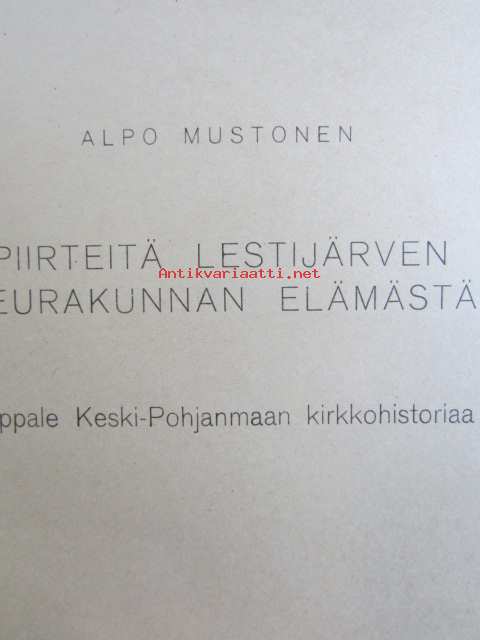 ALPO MUSTONEN
PIIRTEITÄ LESTIJÄRVEN
Antikvariaatti.net
EURAKUNNAN ELÄMÄSTÄ
ppale Keski-Pohjanmaan kirkkohistoriaa